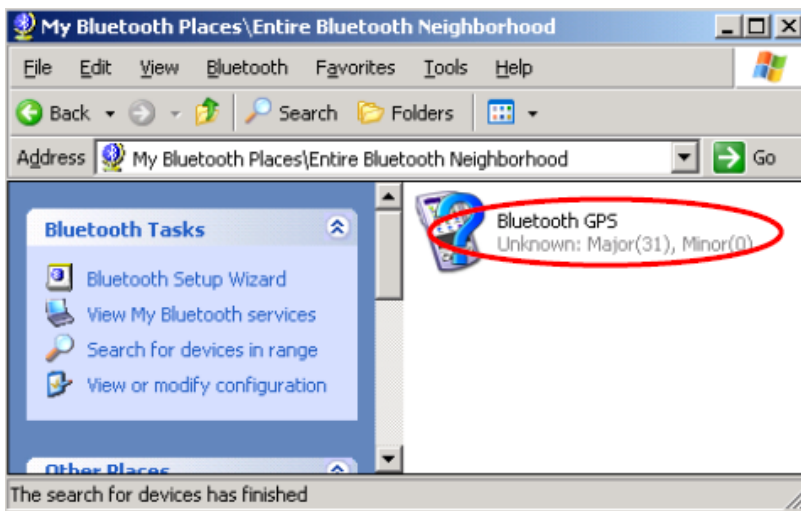 My Bluetooth Places\Entire Bluetooth Neighborhood
File Edit View Bluetooth Favorites Tools Help
Back Search Folders
Address My Bluetooth Places\Entire Bluetooth Neighborhood Go
Bluetooth Tasks
Bluetooth Setup Wizard
View My Bluetooth services
Search for devices in range
View or modify configuration
Other Places
Bluetooth GPS
Unknown: Major(31), Minor(0)
The search for devices has finished